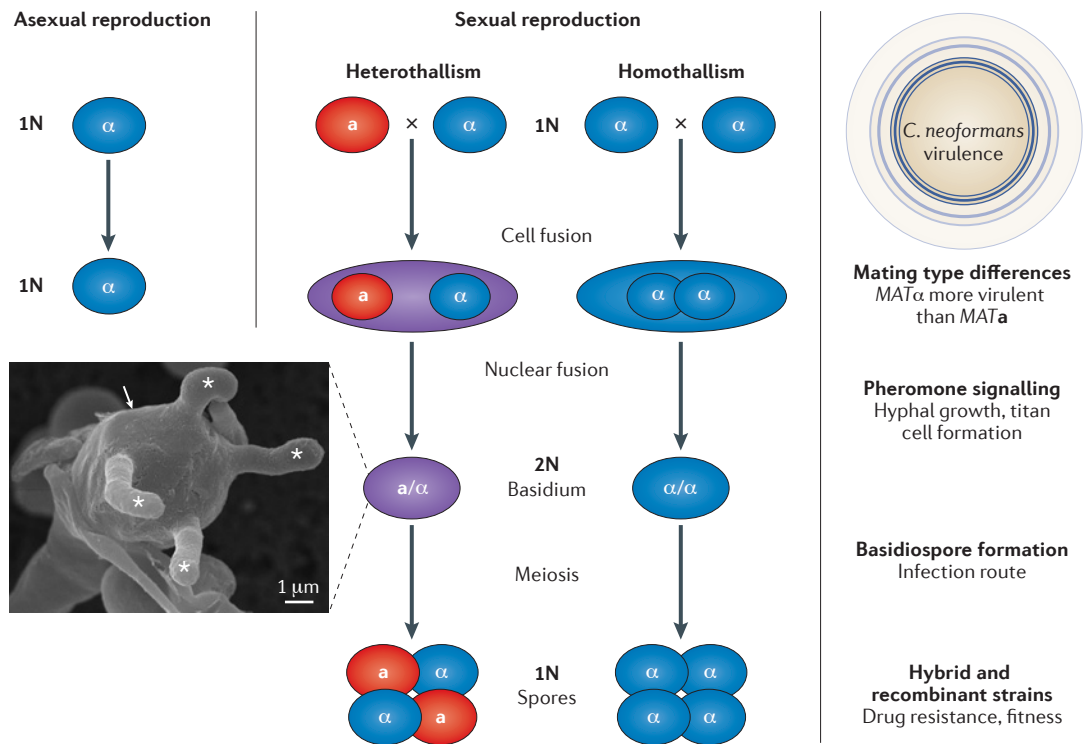 Asexual reproduction
1N
α
1N
α
Sexual reproduction
Heterothallism
Homothallism
a × α
1N
α × α
Cell fusion
a α
α α
Nuclear fusion
a/α
2N
Basidium
α/α
Meiosis
a α
α a
1N
Spores
α α
α α
*
*
*
*
1 μm
C. neoformans
virulence
Mating type differences
MATα more virulent
than MATa
Pheromone signalling
Hyphal growth, titan
cell formation
Basidiospore formation
Infection route
Hybrid and
recombinant strains
Drug resistance, fitness